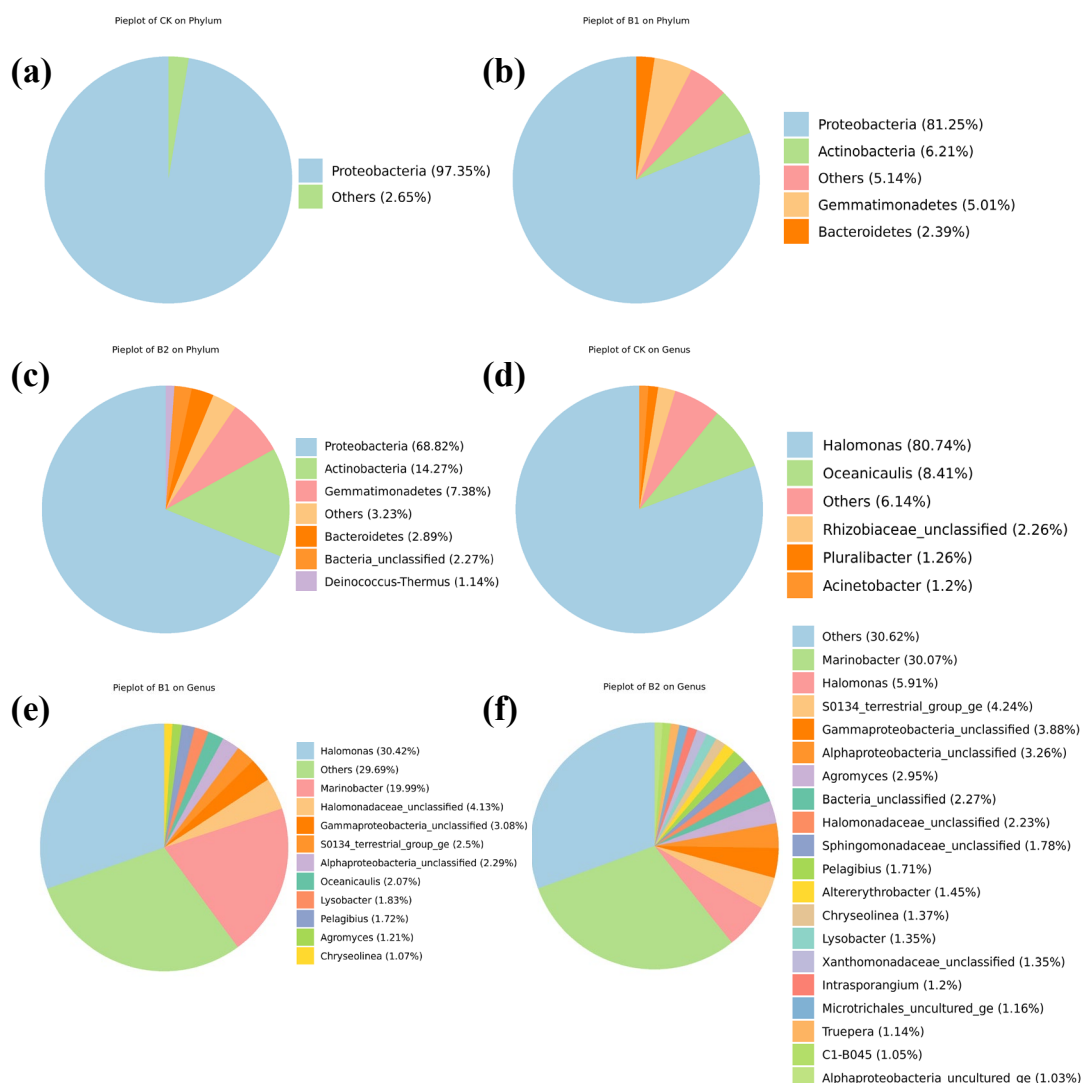 Pieplot of CK on Phylum
(a)
Proteobacteria (97.35%)
Others (2.65%)
Pieplot of B1 on Phylum
(b)
Proteobacteria (81.25%)
Actinobacteria (6.21%)
Others (5.14%)
Gemmatimonadetes (5.01%)
Bacteroidetes (2.39%)
Pieplot of B2 on Phylum
(c)
Proteobacteria (68.82%)
Actinobacteria (14.27%)
Gemmatimonadetes (7.38%)
Others (3.23%)
Bacteroidetes (2.89%)
Bacteria_unclassified (2.27%)
Deinococcus-Thermus (1.14%)
Pieplot of CK on Genus
(d)
Halomonas (80.74%)
Oceanicaulis (8.41%)
Others (6.14%)
Rhizobiaceae_unclassified (2.26%)
Pluralibacter (1.26%)
Acinetobacter (1.2%)
Pieplot of B1 on Genus
(e)
Halomonas (30.42%)
Others (29.69%)
Marinobacter (19.99%)
Halomonadaceae_unclassified (4.13%)
Gammaproteobacteria_unclassified (3.08%)
S0134_terrestrial_group_ge (2.5%)
Alphaproteobacteria_unclassified (2.29%)
Oceanicaulis (2.07%)
Lysobacter (1.83%)
Pelagibius (1.72%)
Agromyces (1.21%)
Chryseolinea (1.07%)
Pieplot of B2 on Genus
(f)
Others (30.62%)
Marinobacter (30.07%)
Halomonas (5.91%)
S0134_terrestrial_group_ge (4.24%)
Gammaproteobacteria_unclassified (3.88%)
Alphaproteobacteria_unclassified (3.26%)
Agromyces (2.95%)
Bacteria_unclassified (2.27%)
Halomonadaceae_unclassified (2.23%)
Sphingomonadaceae_unclassified (1.78%)
Pelagibius (1.71%)
Altererythrobacter (1.45%)
Chryseolinea (1.37%)
Lysobacter (1.35%)
Xanthomonadaceae_unclassified (1.35%)
Intrasporangium (1.2%)
Microtrichales_uncultured_ge (1.16%)
Truepera (1.14%)
C1-B045 (1.05%)
Alphaproteobacteria_uncultured_ge (1.03%)